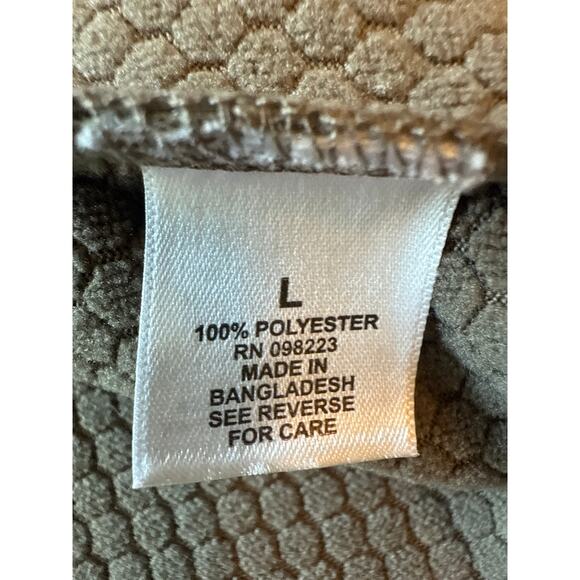 L
100% POLYESTER
RN 098223
MADE IN
BANGLADESH
SEE REVERSE
FOR CARE